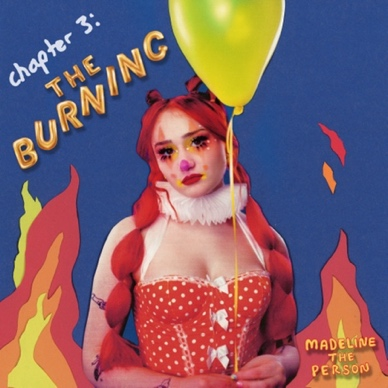 chapter 3:
THE
BURNING
MADELINE
THE
PERSON